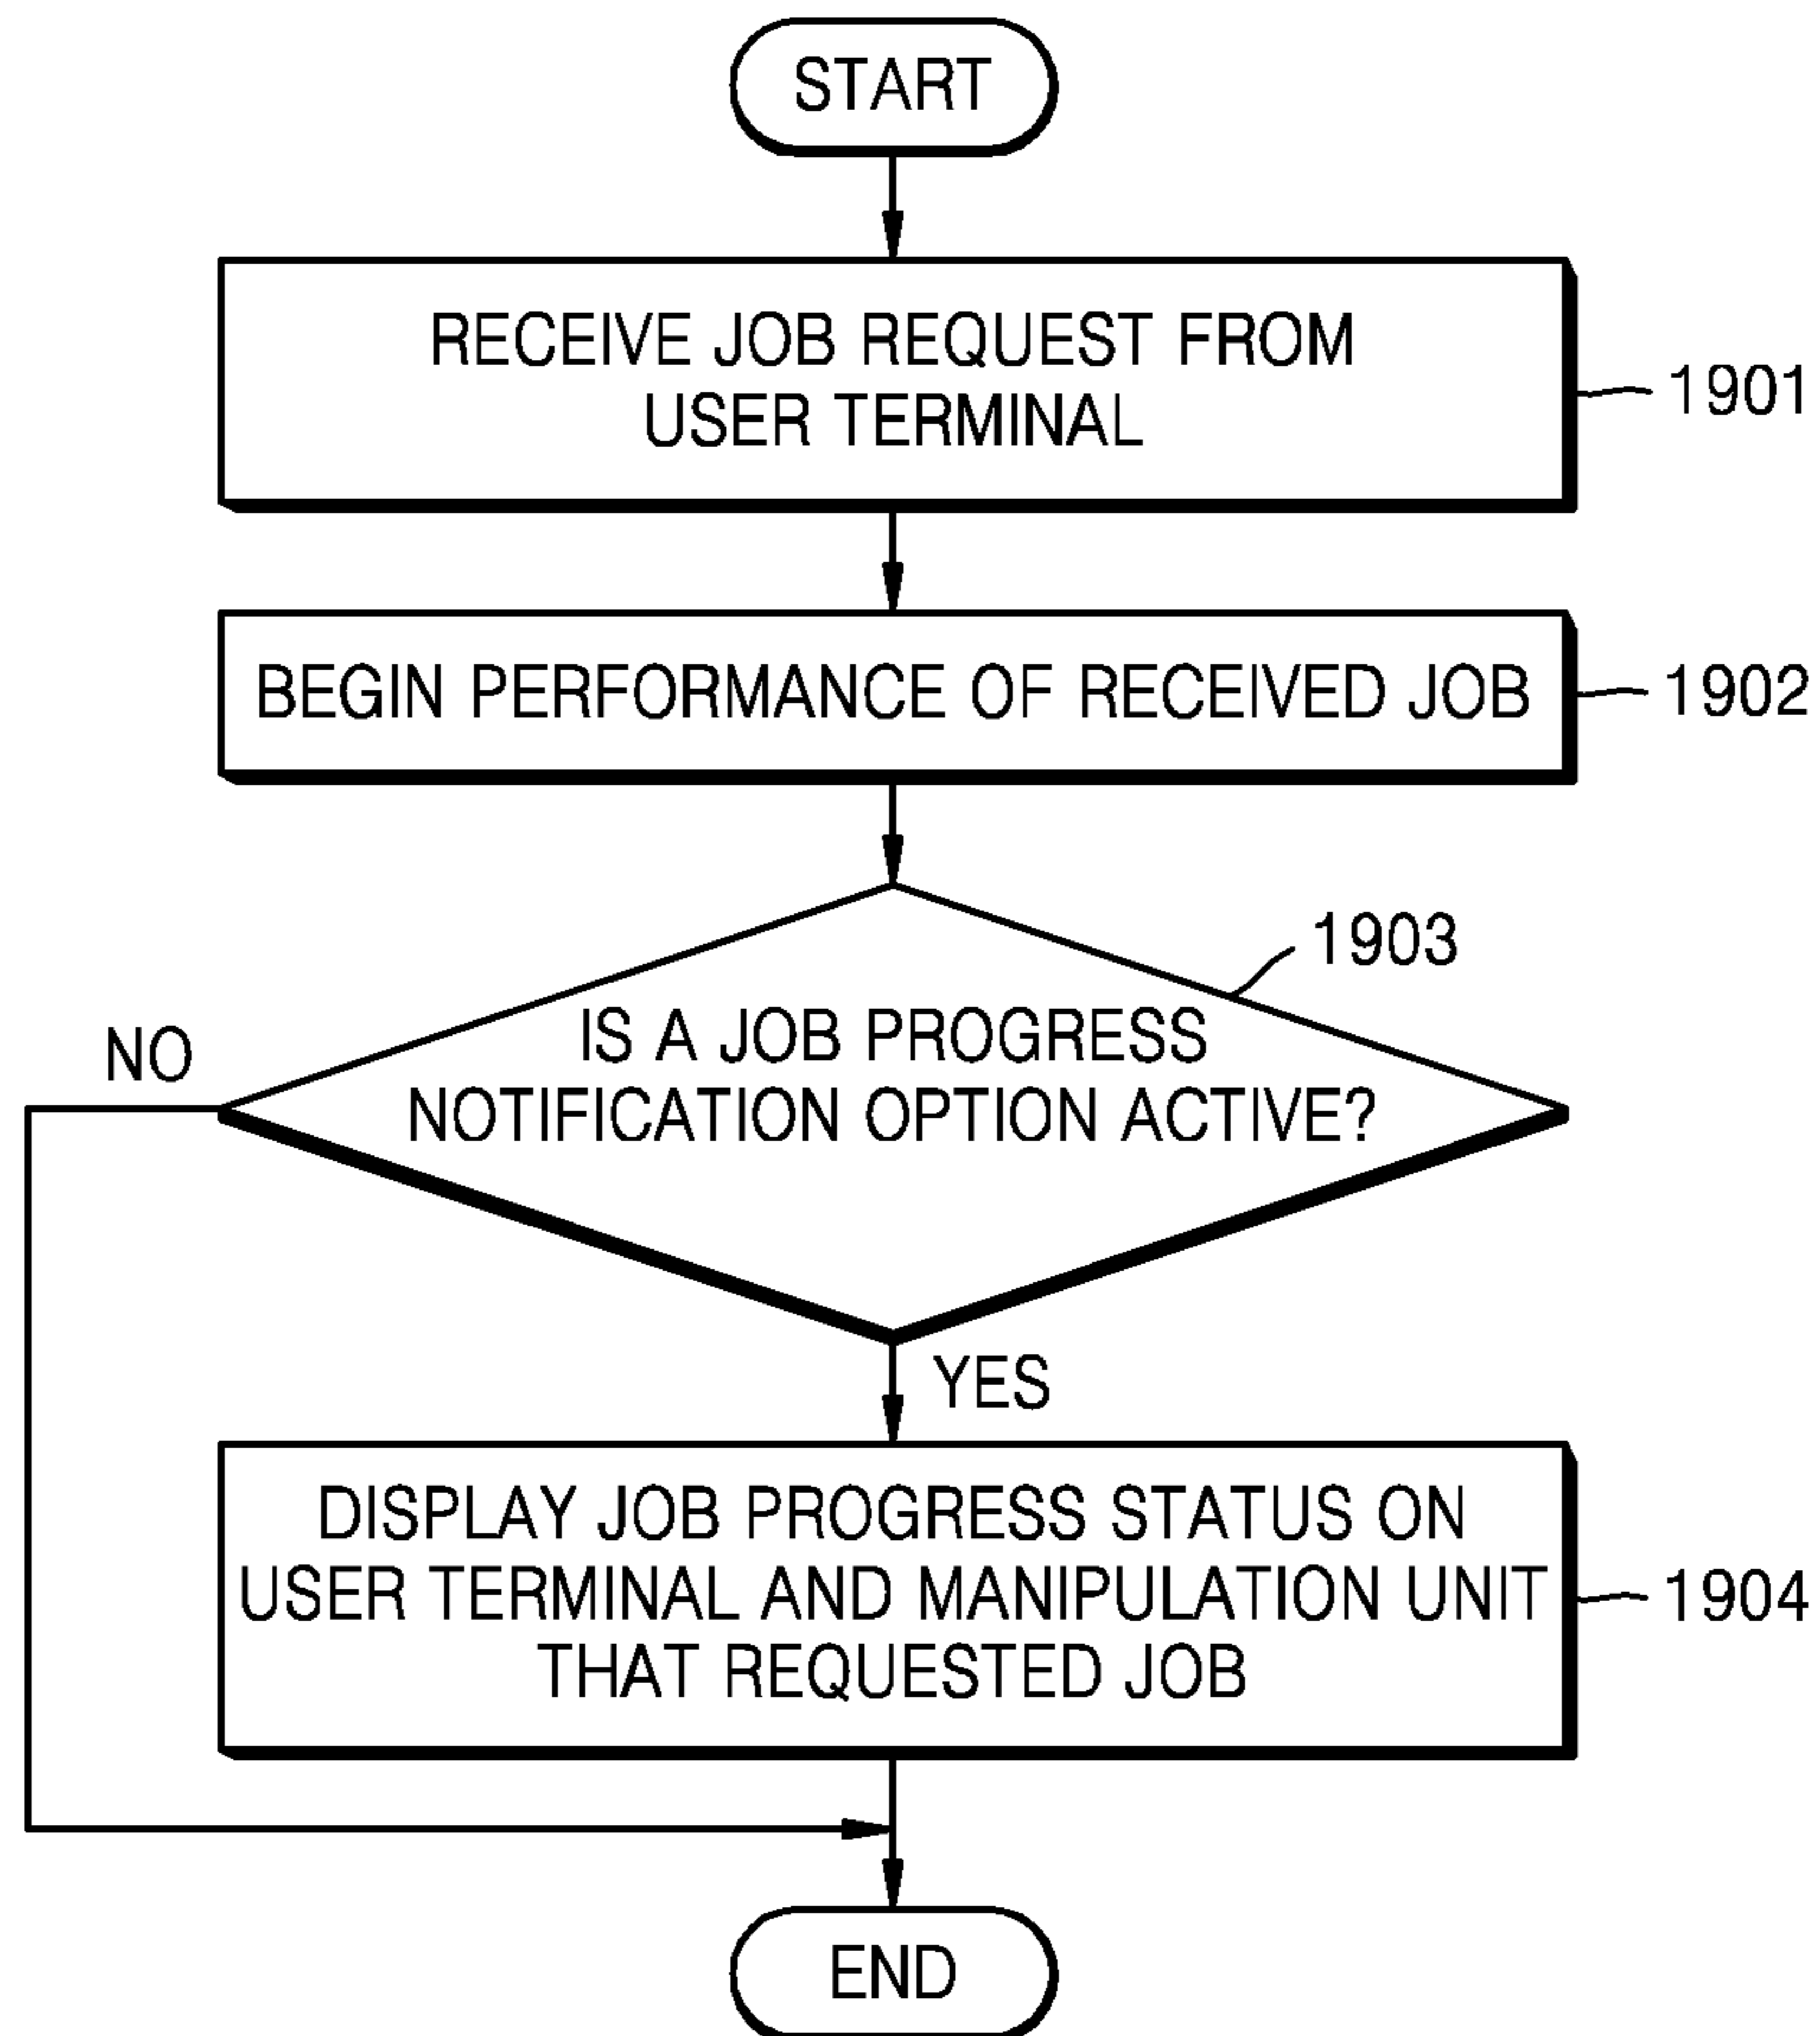 START
RECEIVE JOB REQUEST FROM
USER TERMINAL
1901
BEGIN PERFORMANCE OF RECEIVED JOB
1902
1903
IS A JOB PROGRESS
NOTIFICATION OPTION ACTIVE?
NO
YES
DISPLAY JOB PROGRESS STATUS ON
USER TERMINAL AND MANIPULATION UNIT
THAT REQUESTED JOB
1904
END